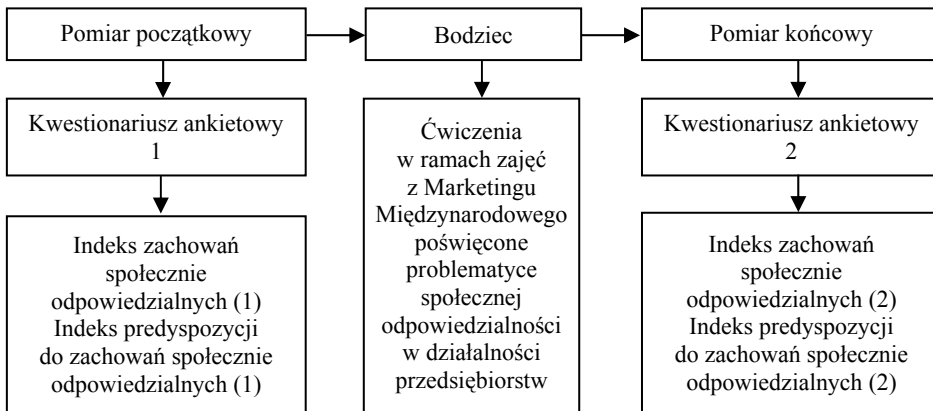 Pomiar początkowy
Bodziec
Pomiar końcowy
Kwestionariusz ankietowy
1
Ćwiczenia
w ramach zajęć
z Marketingu
Międzynarodowego
poświęcone
problematyce
społecznej
odpowiedzialności
w działalności
przedsiębiorstw
Kwestionariusz ankietowy
2
Indeks zachowań
społecznie
odpowiedzialnych (1)
Indeks predyspozycji
do zachowań społecznie
odpowiedzialnych (1)
Indeks zachowań
społecznie
odpowiedzialnych (2)
Indeks predyspozycji
do zachowań społecznie
odpowiedzialnych (2)